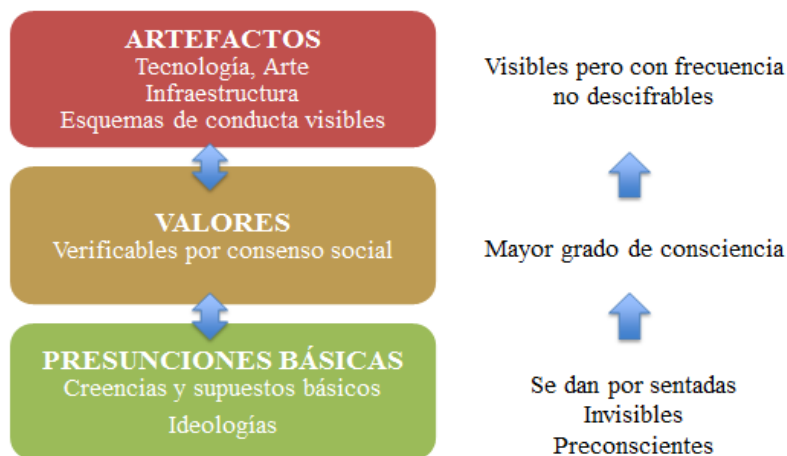 ARTEFACTOS
Tecnología, Arte
Infraestructura
Esquemas de conducta visibles
Visibles pero con frecuencia
no descifrables
VALORES
Verificables por consenso social
Mayor grado de consciencia
PRESUNCIONES BÁSICAS
Creencias y supuestos básicos
Ideologías
Se dan por sentadas
Invisibles
Preconscientes